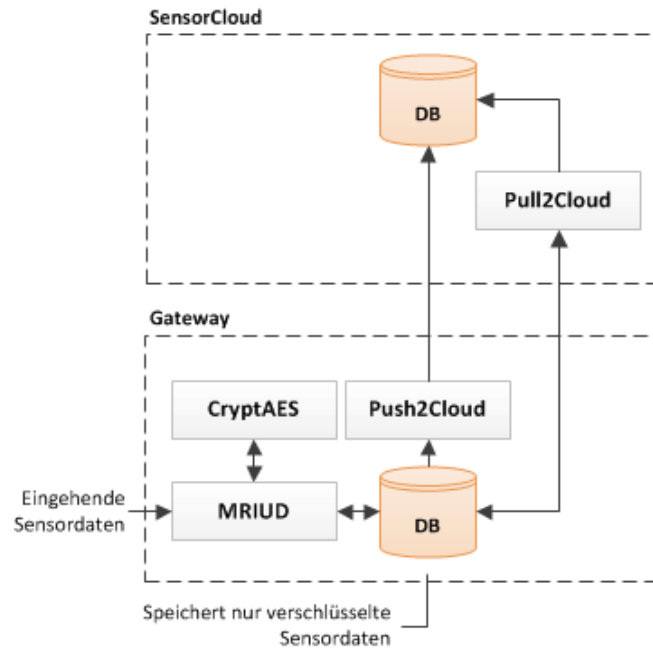 SensorCloud
DB
Pull2Cloud
Gateway
CryptAES
Push2Cloud
Eingehende
Sensordaten
MRIUD
DB
Speichert nur verschlüsselte
Sensordaten